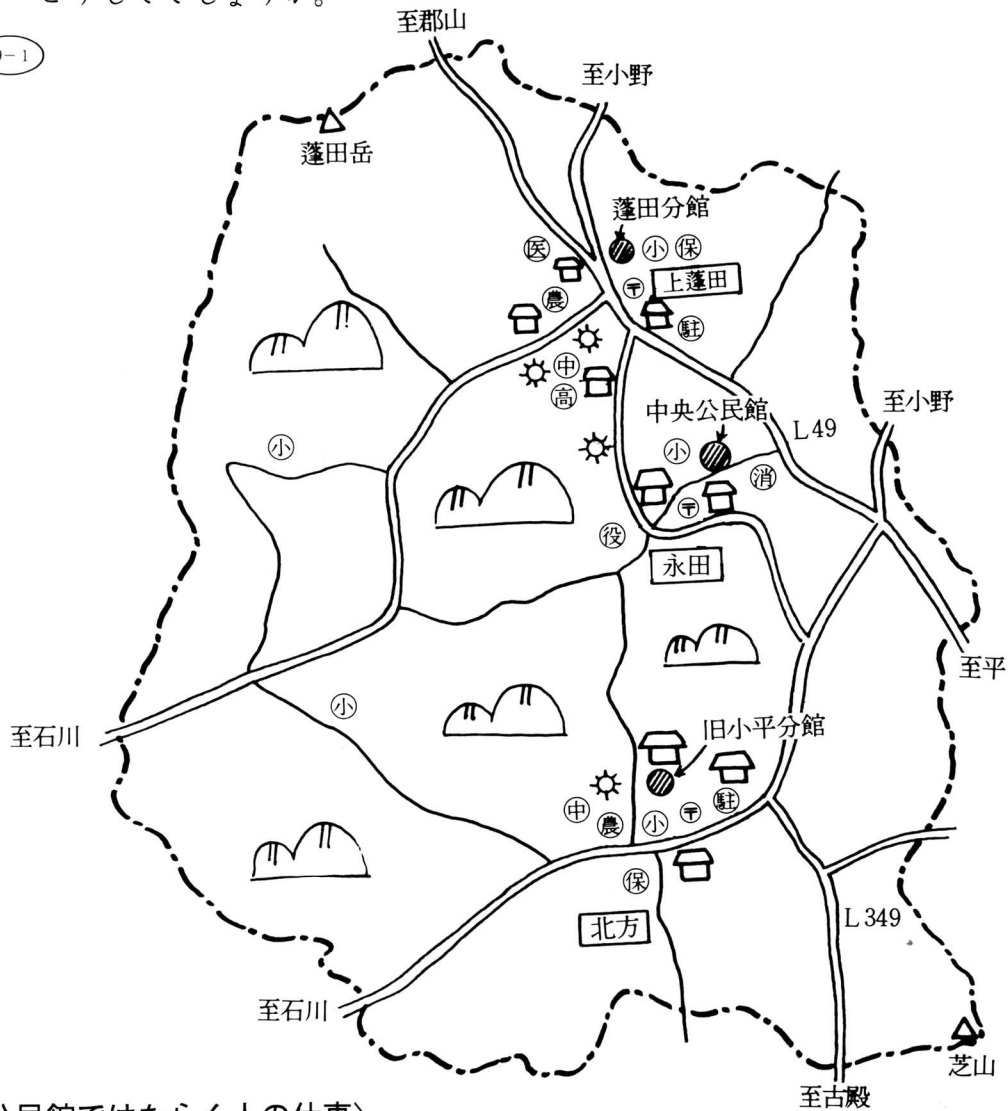 至郡山
至小野
蓬田岳
蓬田分館
医
小 保
〒
上蓬田
農
駐
中
高
中央公民館
至小野
L49
小
小
消
〒
役
永田
至平
小
至石川
旧小平分館
中 農 小 〒 駐
保
北方
L349
至石川
芝山
至古殿